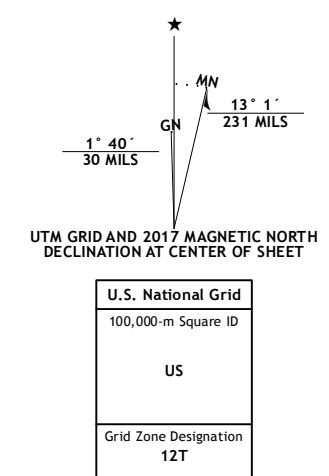 MN
GN
13° 1´
231 MILS
1° 40´
30 MILS
UTM GRID AND 2017 MAGNETIC NORTH
DECLINATION AT CENTER OF SHEET
U.S. National Grid
100,000-m Square ID
US
Grid Zone Designation
12T